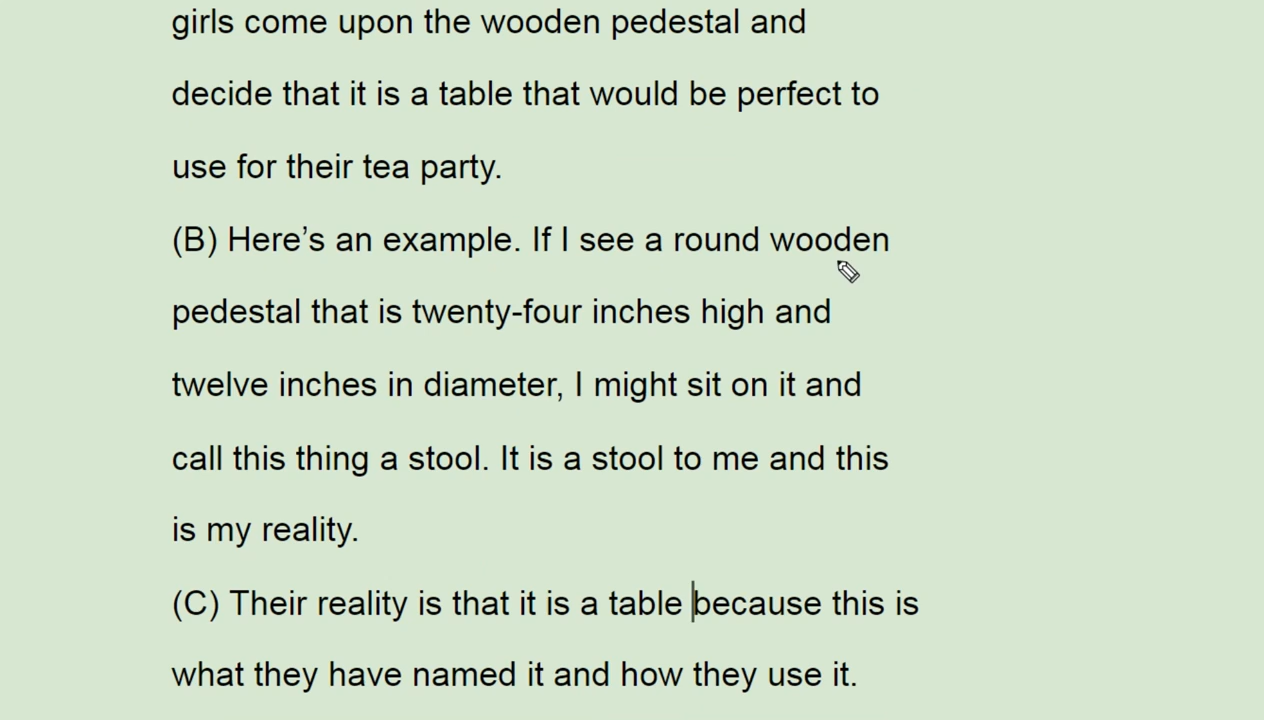 girls come upon the wooden pedestal and
decide that it is a table that would be perfect to
use for their tea party.
(B) Here’s an example. If I see a round wooden
pedestal that is twenty-four inches high and
twelve inches in diameter, I might sit on it and
call this thing a stool. It is a stool to me and this
is my reality.
(C) Their reality is that it is a table because this is
what they have named it and how they use it.